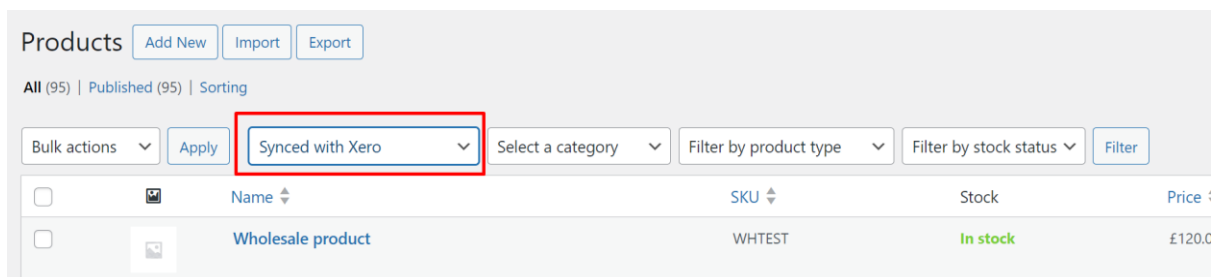 Products Add New Import Export
All (95) | Published (95) | Sorting
Bulk actions Apply Synced with Xero Select a category Filter by product type Filter by stock status Filter
Name SKU Stock Price
Wholesale product WHTEST In stock £120.0